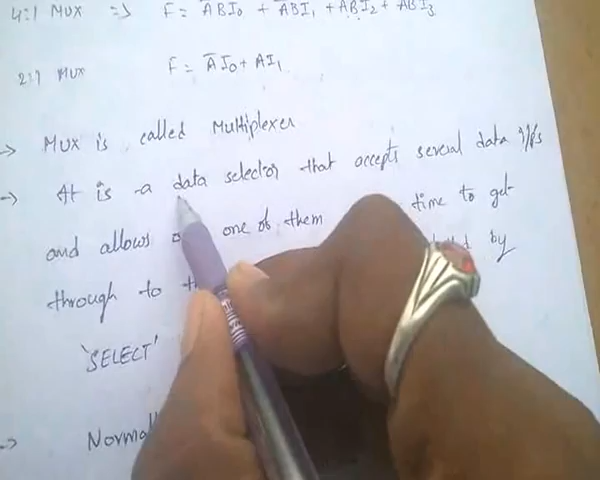 4:1 MUX => F = A̅B̅I₀ + A̅BI₁ + AB̅I₂ + ABI₃
2:1 MUX F = A̅I₀ + AI₁
-> MUX is called Multiplexer
-> It is a data selector that accepts several data i/ps
and allows one of them time to get
through to by
'SELECT'
->